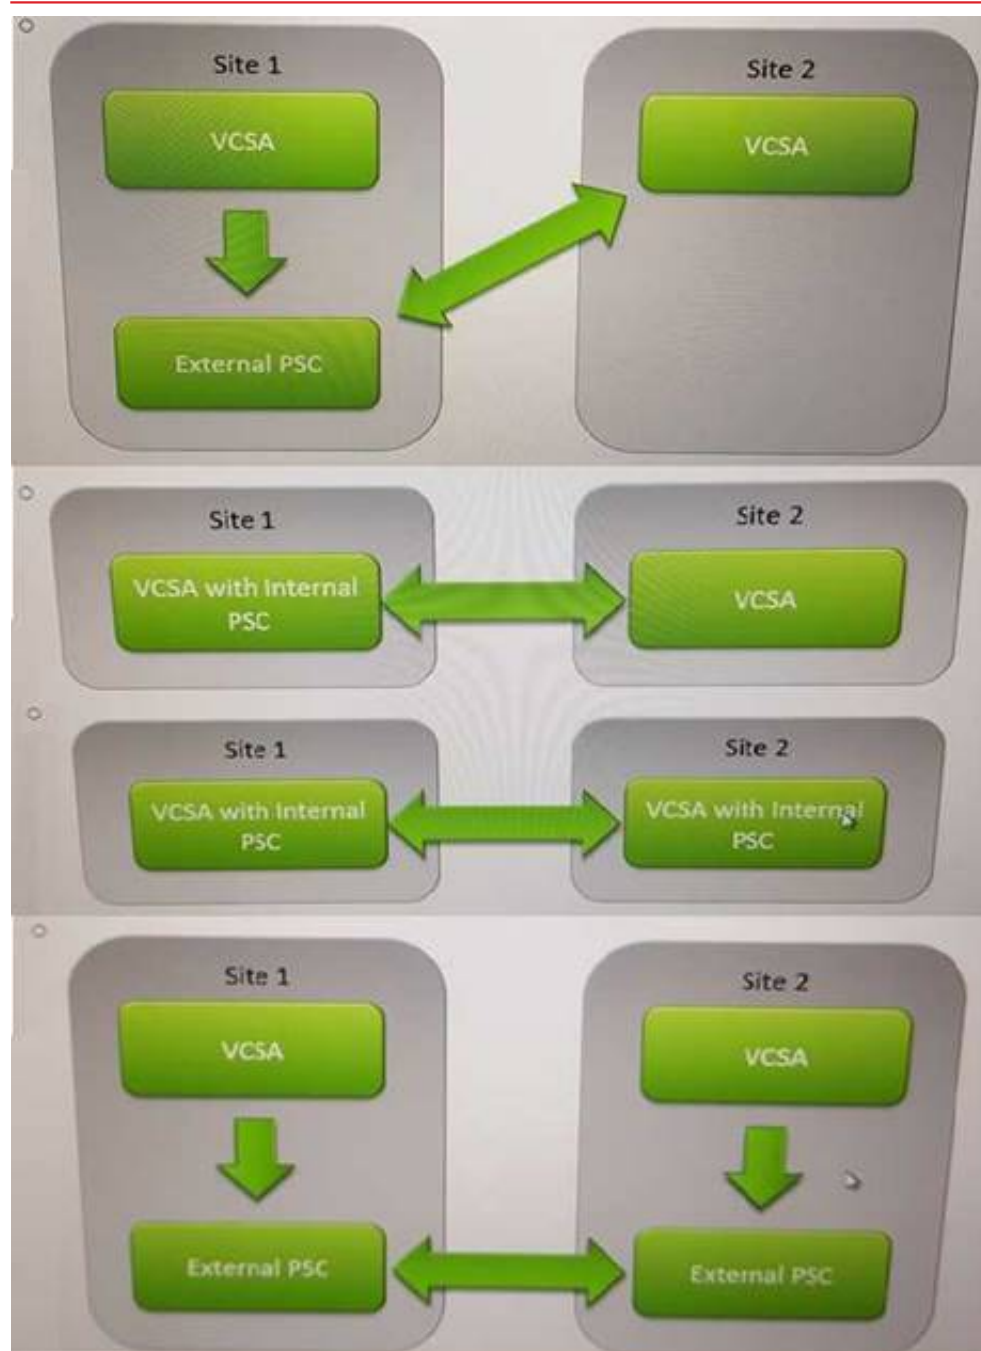 Site 1
VCSA
External PSC
Site 2
VCSA
Site 1
VCSA with Internal
PSC
Site 2
VCSA
Site 1
VCSA with Internal
PSC
Site 2
VCSA with Internal
PSC
Site 1
VCSA
External PSC
Site 2
VCSA
External PSC